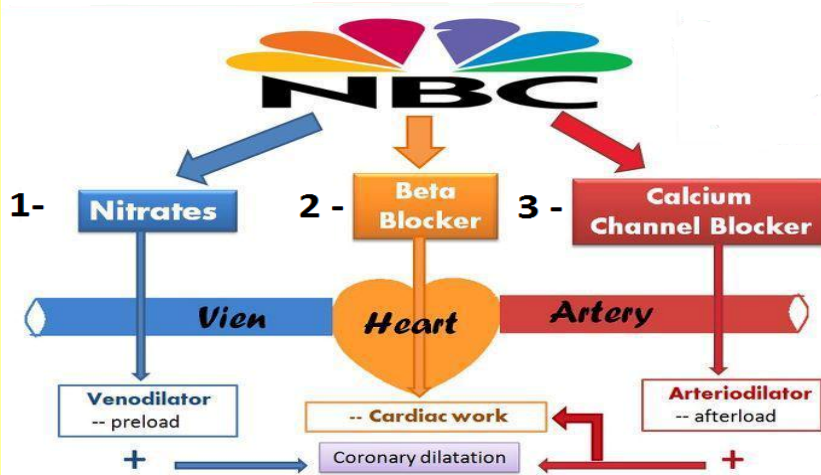 NBC
1- Nitrates
2 - Beta
Blocker
3 - Calcium
Channel Blocker
Vien
Heart
Artery
Venodilator
-- preload
-- Cardiac work
Arteriodilator
-- afterload
+
Coronary dilatation
+